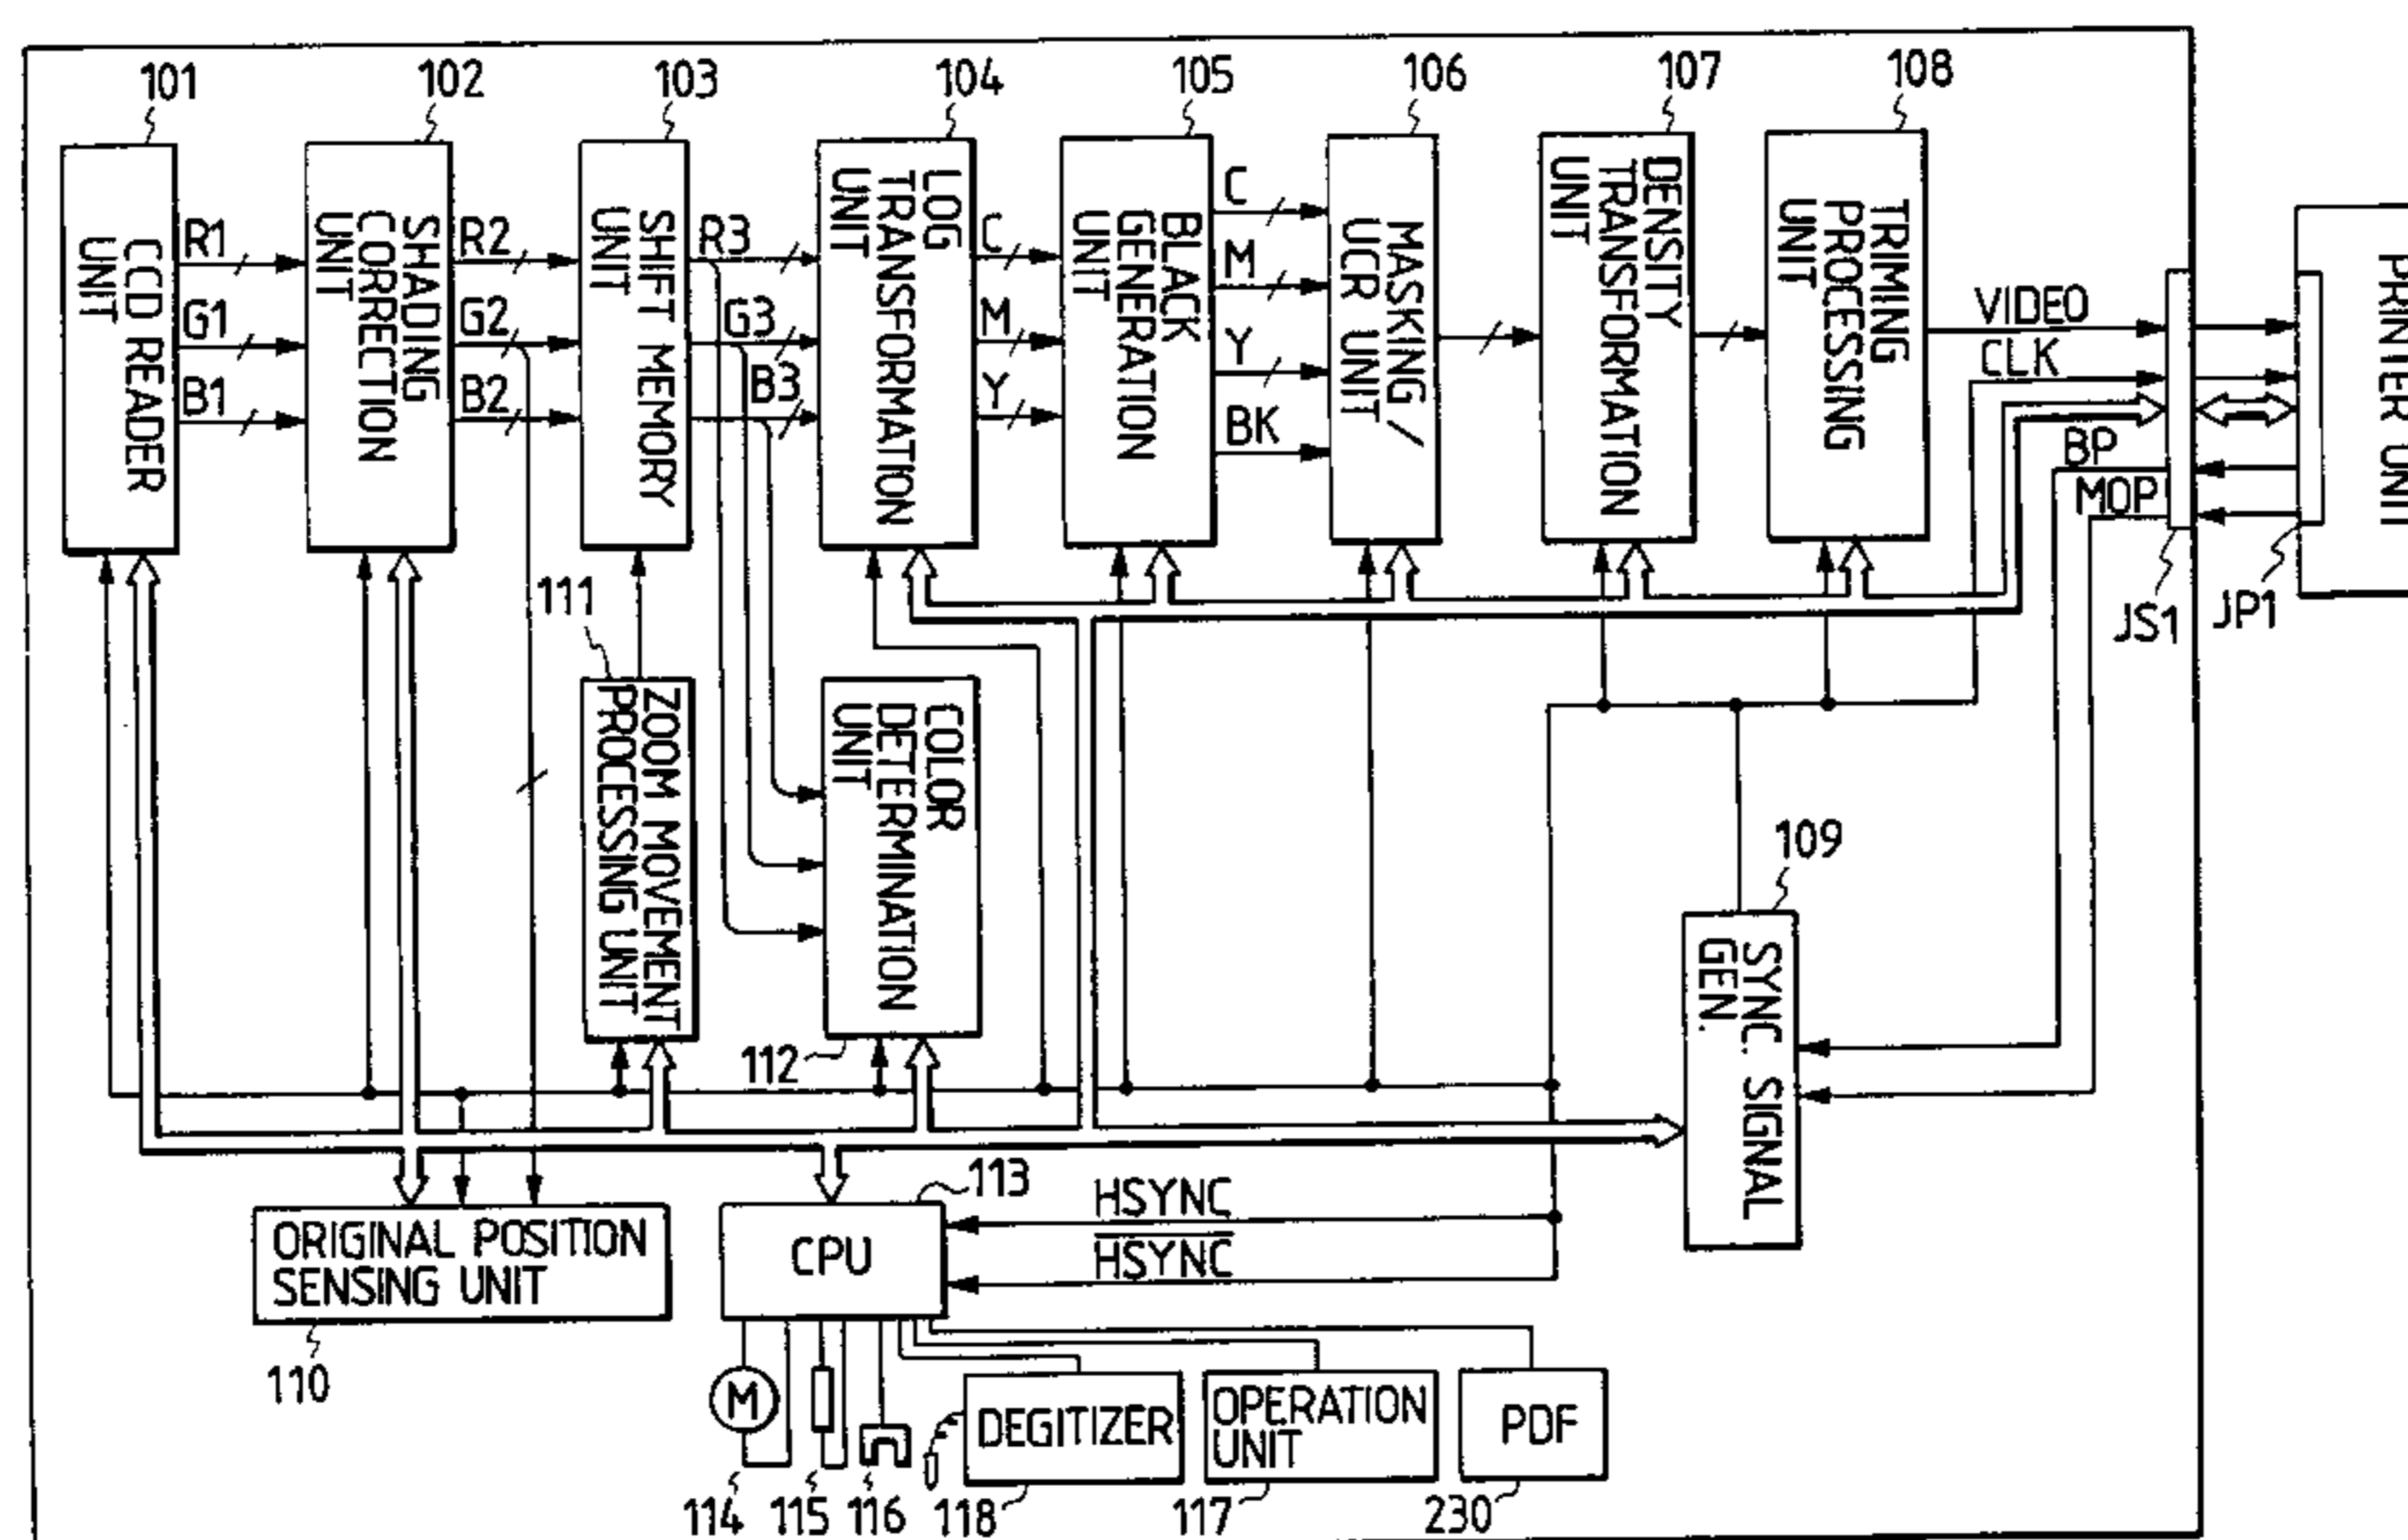 101
102
103
104
105
106
107
108
CCD READER
UNIT
R1
G1
B1
SHADING
CORRECTION
UNIT
R2
G2
B2
SHIFT MEMORY
UNIT
R3
G3
B3
LOG
TRANSFORMATION
UNIT
C
M
Y
BLACK
GENERATION
UNIT
C
M
Y
BK
MASKING /
UCR UNIT
DENSITY
TRANSFORMATION
UNIT
TRIMING
PROCESSING
UNIT
VIDEO
CLK
BP
MOP
JS1
JP1
PRINTER UNIT
111
ZOOM MOVEMENT
PROCESSING UNIT
COLOR
DETERMINATION
UNIT
112
109
SYNC. SIGNAL
GEN.
ORIGINAL POSITION
SENSING UNIT
110
113
CPU
HSYNC
HSYNC
M
DEGITIZER
OPERATION
UNIT
PDF
114
115
116
118
117
230